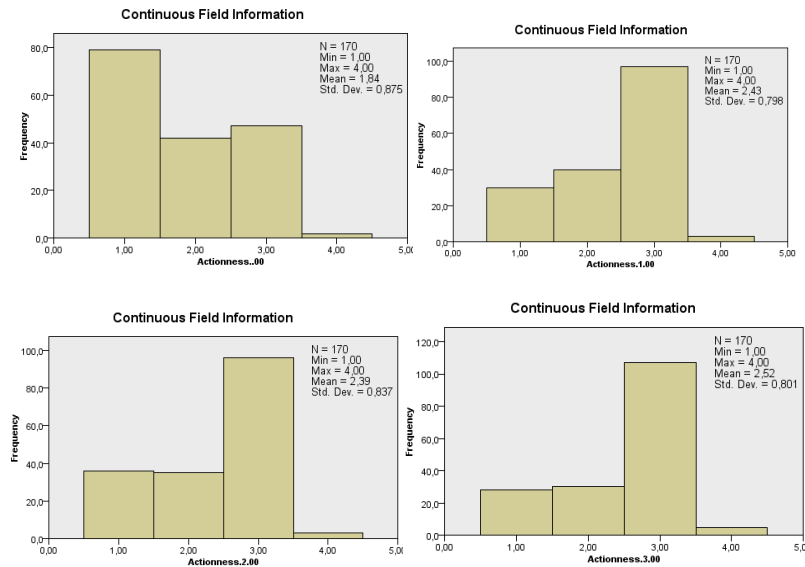 Continuous Field Information
N = 170
Min = 1,00
Max = 4,00
Mean = 1,84
Std. Dev. = 0,875
80,0
60,0
40,0
20,0
0,0
Frequency
0,00 1,00 2,00 3,00 4,00 5,00
Actionness..00
Continuous Field Information
N = 170
Min = 1,00
Max = 4,00
Mean = 2,43
Std. Dev. = 0,798
100,0
80,0
60,0
40,0
20,0
0,0
Frequency
0,00 1,00 2,00 3,00 4,00 5,00
Actionness.1.00
Continuous Field Information
N = 170
Min = 1,00
Max = 4,00
Mean = 2,39
Std. Dev. = 0,837
100,0
80,0
60,0
40,0
20,0
0,0
Frequency
0,00 1,00 2,00 3,00 4,00 5,00
Actionness.2.00
Continuous Field Information
N = 170
Min = 1,00
Max = 4,00
Mean = 2,52
Std. Dev. = 0,801
120,0
100,0
80,0
60,0
40,0
20,0
0,0
Frequency
0,00 1,00 2,00 3,00 4,00 5,00
Actionness.3.00